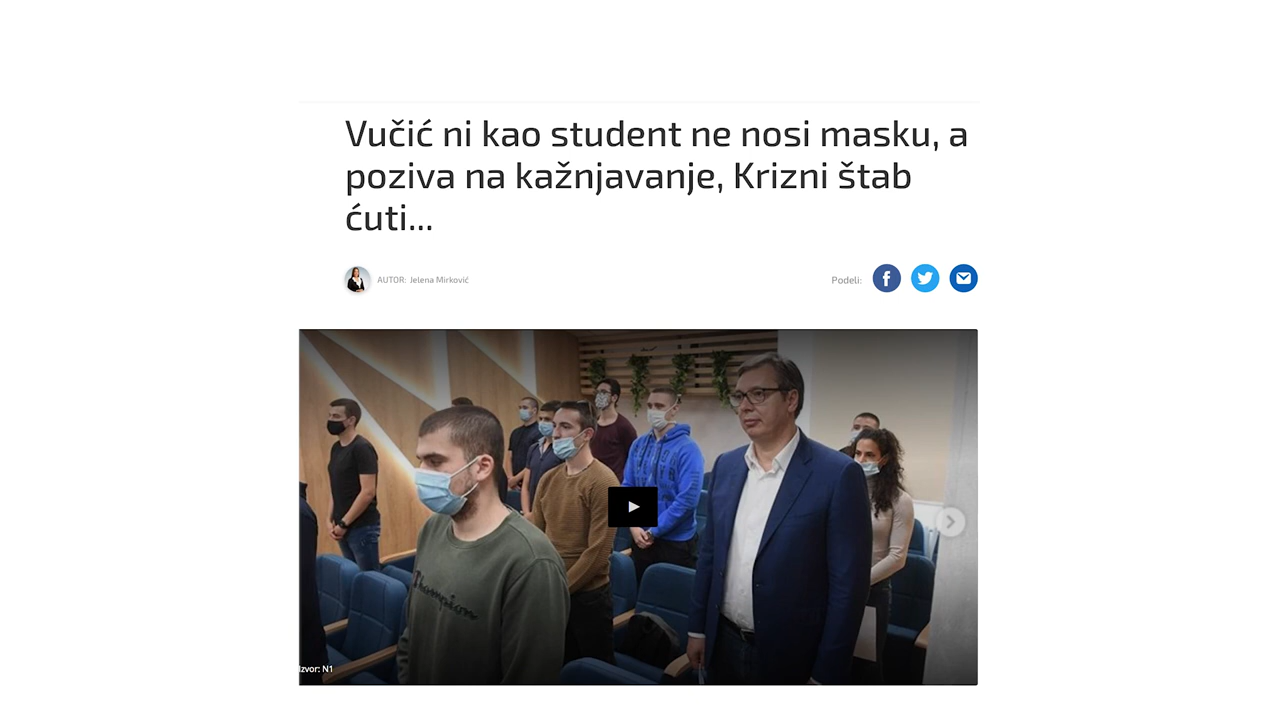 Vučić ni kao student ne nosi masku, a
poziva na kažnjavanje, Krizni štab
ćuti...
AUTOR: Jelena Mirković
Podeli:
Champion
Izvor: N1